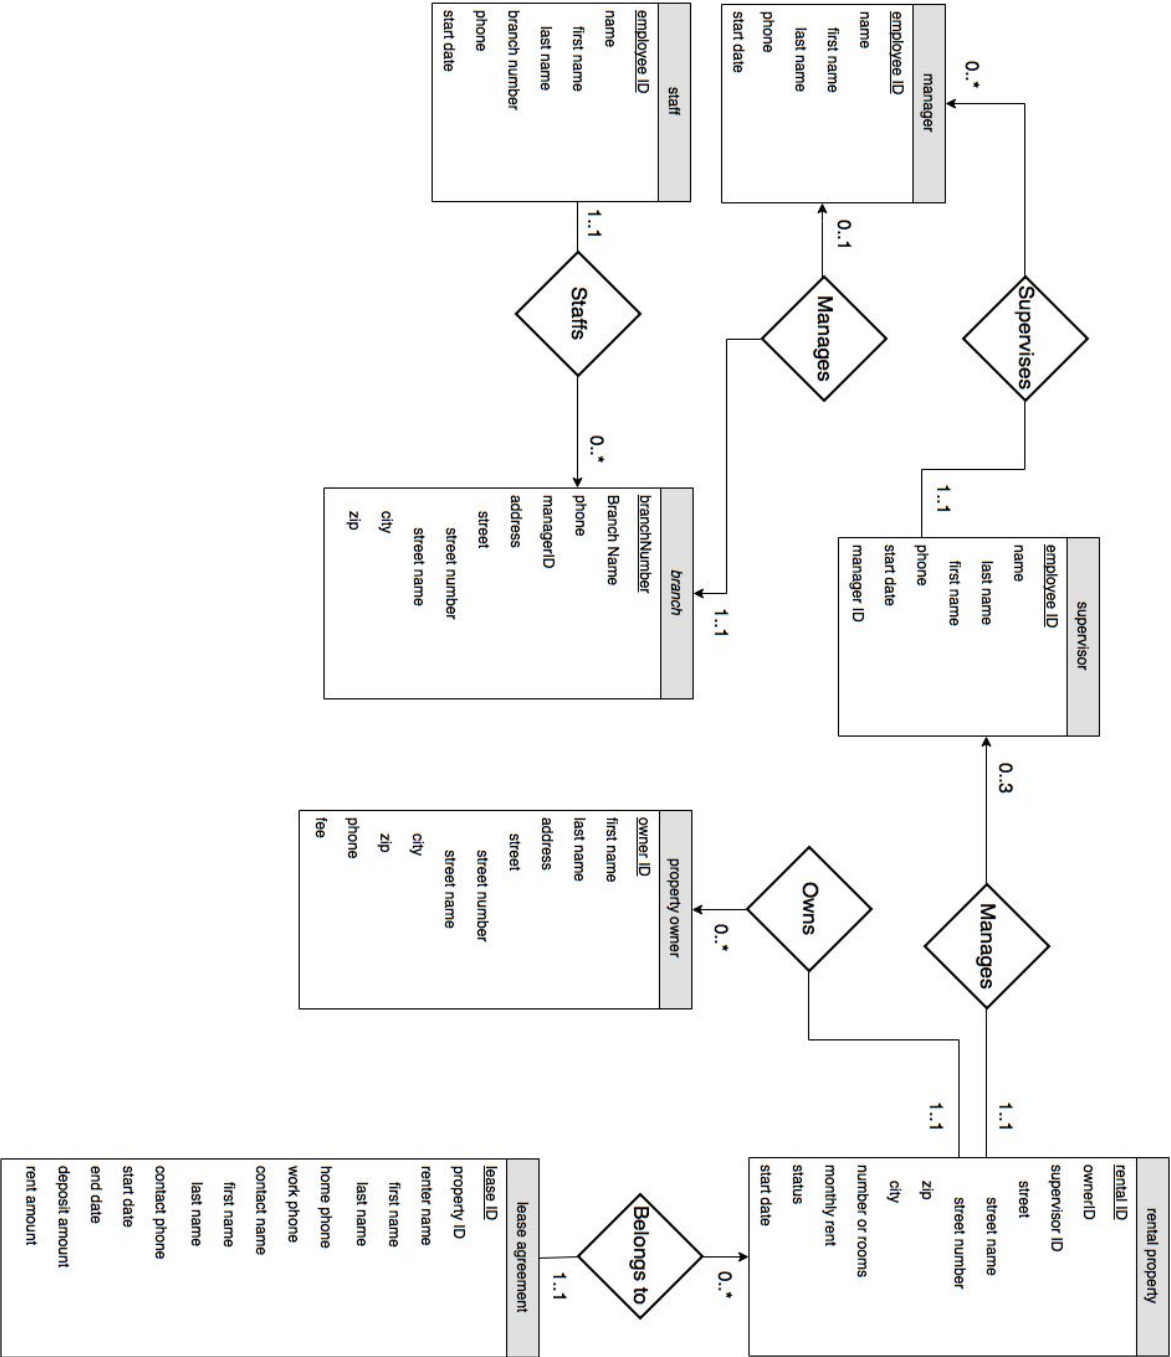 manager
employee ID
name
first name
last name
phone
start date
0..*
Supervises
1..1
supervisor
employee ID
name
last name
first name
phone
start date
manager ID
0..3
Manages
1..1
rental property
rental ID
ownerID
supervisor ID
street
street name
street number
zip
city
number or rooms
monthly rent
status
start date
0..1
Manages
1..1
staff
employee ID
name
first name
last name
branch number
phone
start date
1..1
Staffs
0..*
branch
branchNumber
Branch Name
phone
managerID
address
street
street number
street name
city
zip
Owns
0..*
1..1
property owner
owner ID
first name
last name
address
street
street number
street name
city
zip
phone
fee
Belongs to
0..*
1..1
lease agreement
lease ID
property ID
renter name
first name
last name
home phone
work phone
contact name
first name
last name
contact phone
start date
end date
deposit amount
rent amount